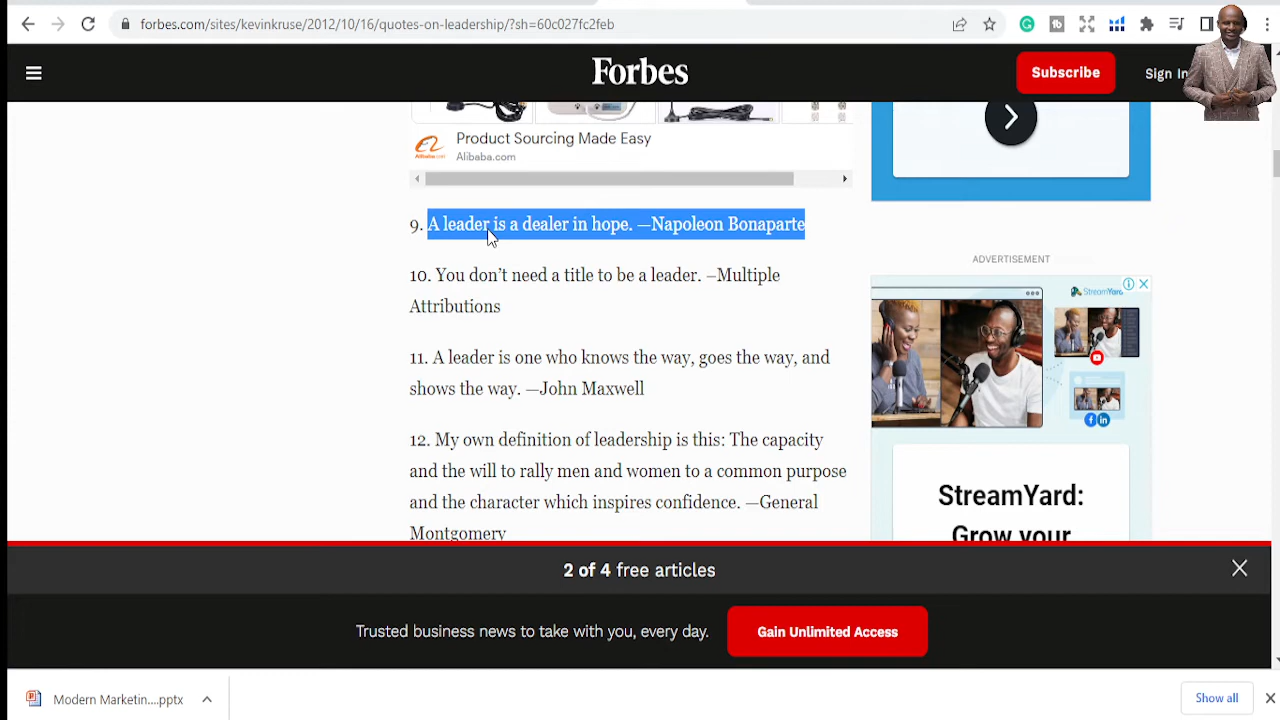 forbes.com/sites/kevinkruse/2012/10/16/quotes-on-leadership/?sh=60c027fc2feb
Forbes
Subscribe
Sign In
Product Sourcing Made Easy
Alibaba.com
9. A leader is a dealer in hope. —Napoleon Bonaparte
10. You don’t need a title to be a leader. –Multiple
Attributions
11. A leader is one who knows the way, goes the way, and
shows the way. —John Maxwell
12. My own definition of leadership is this: The capacity
and the will to rally men and women to a common purpose
and the character which inspires confidence. —General
Montgomery
ADVERTISEMENT
StreamYard
StreamYard:
Grow your
2 of 4 free articles
Trusted business news to take with you, every day.
Gain Unlimited Access
Modern Marketin....pptx
Show all